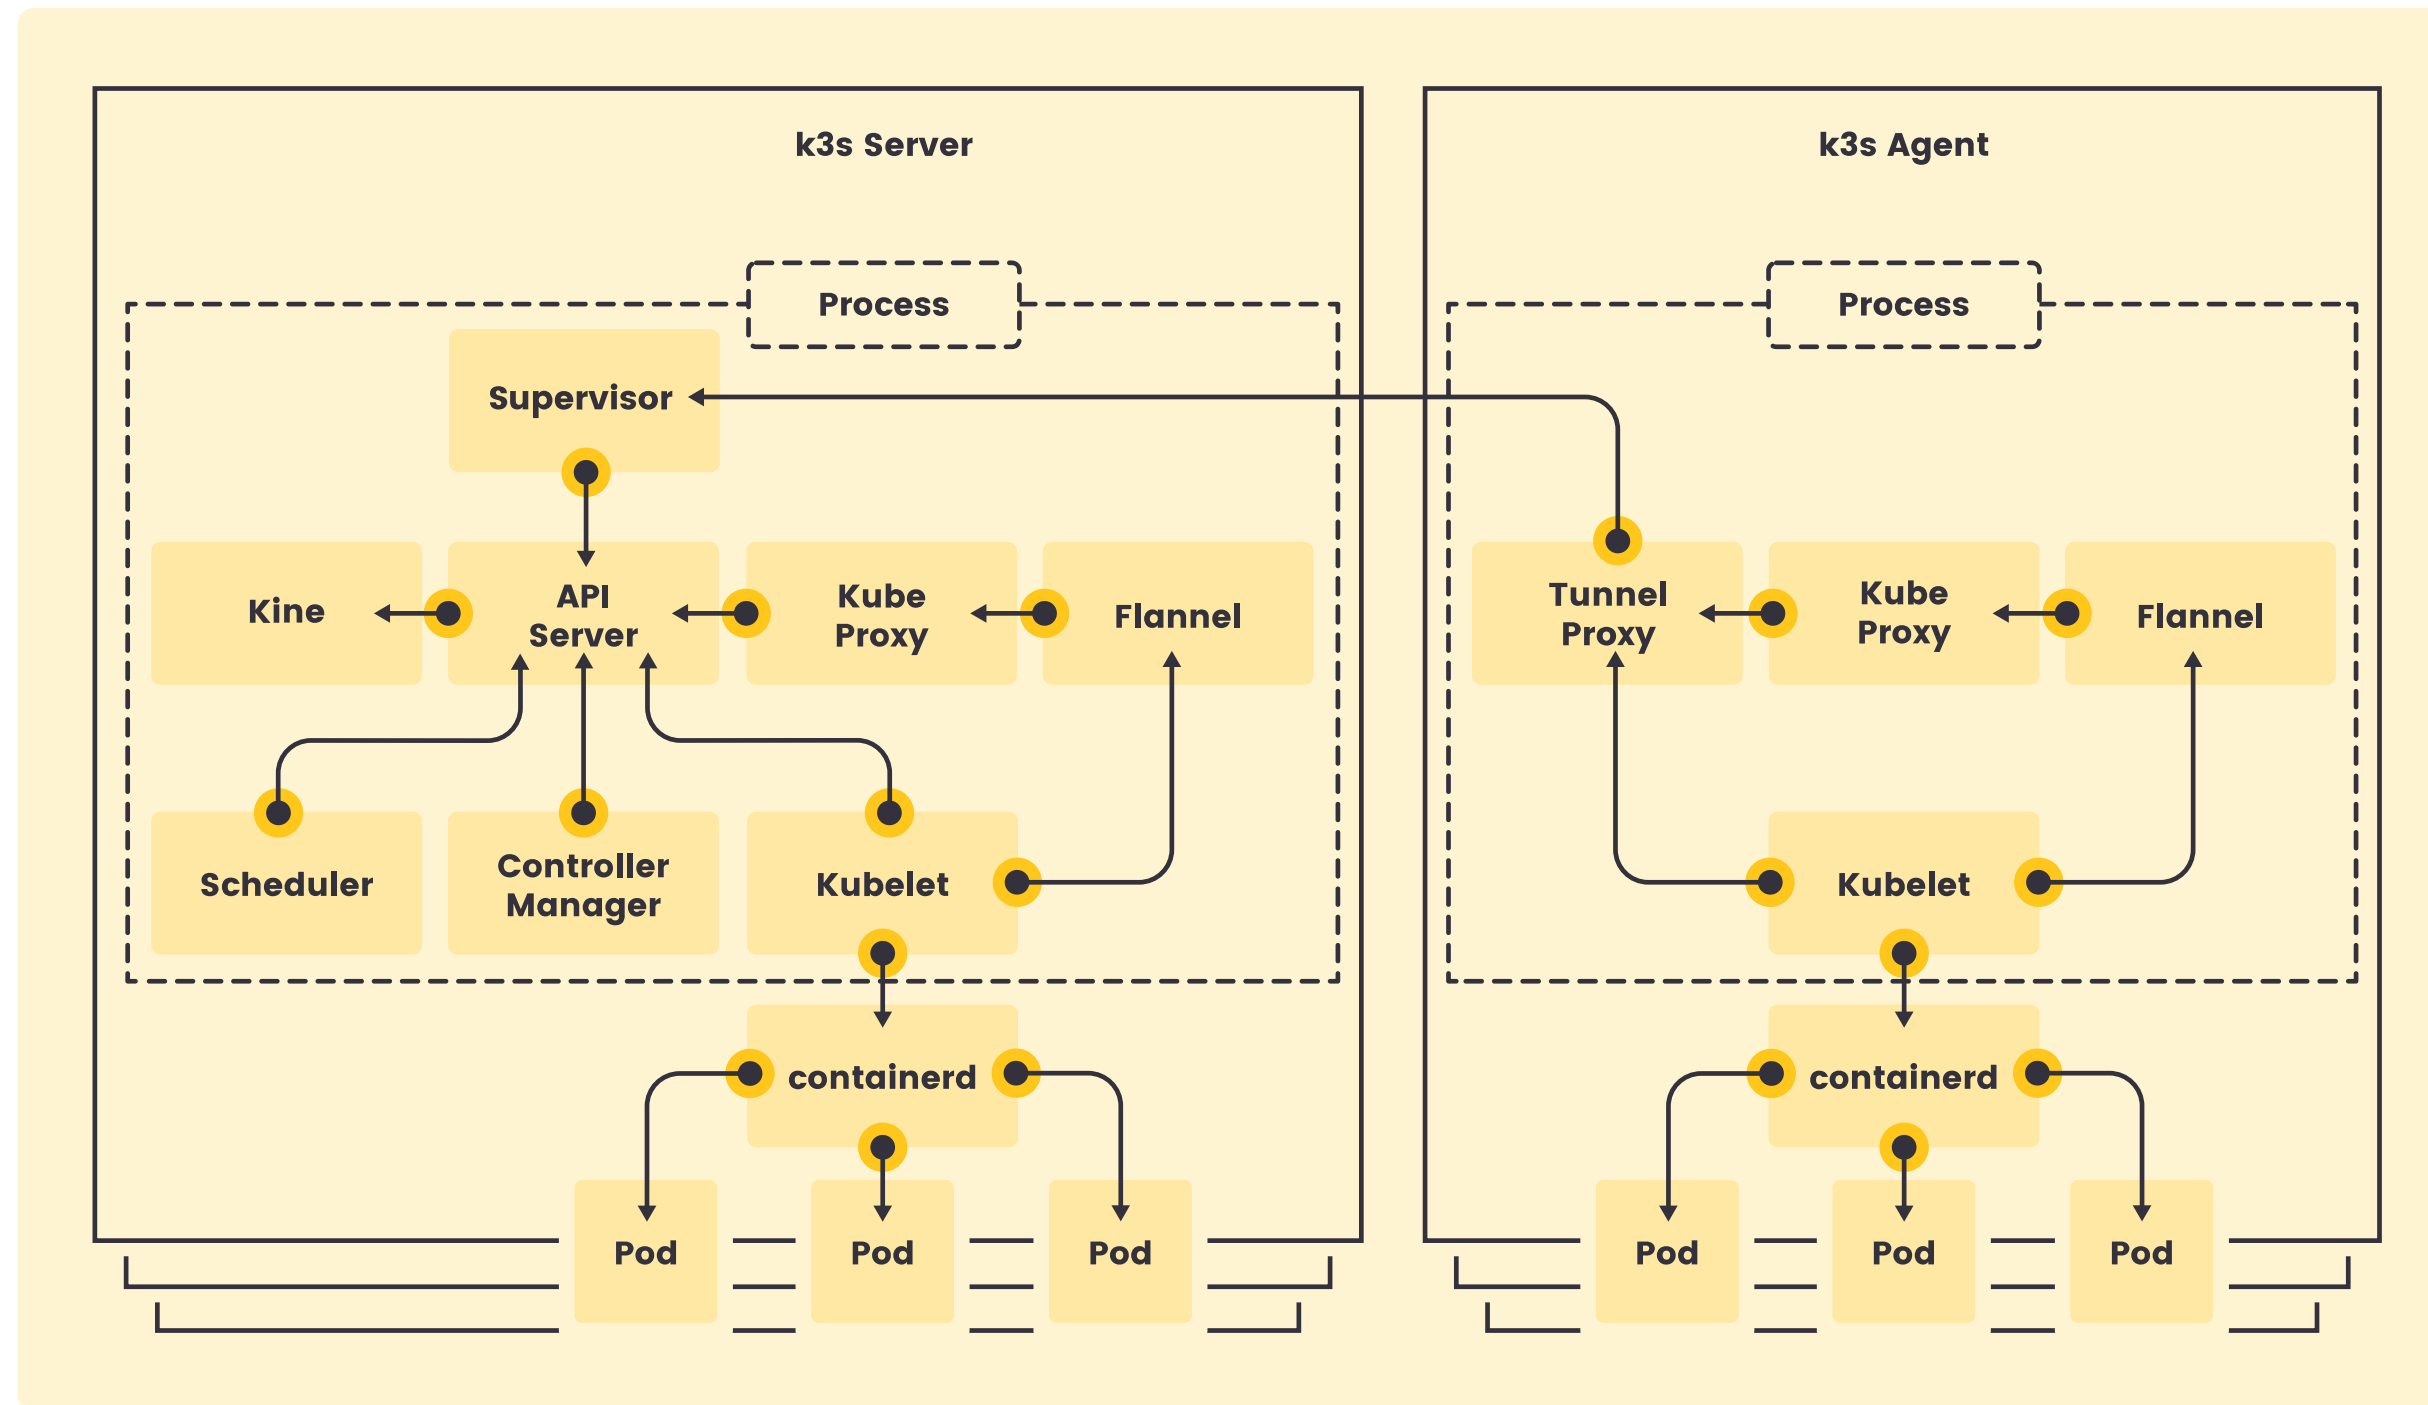 k3s Server
Process
Supervisor
Kine
API
Server
Kube
Proxy
Flannel
Scheduler
Controller
Manager
Kubelet
containerd
Pod
Pod
Pod
k3s Agent
Process
Tunnel
Proxy
Kube
Proxy
Flannel
Kubelet
containerd
Pod
Pod
Pod